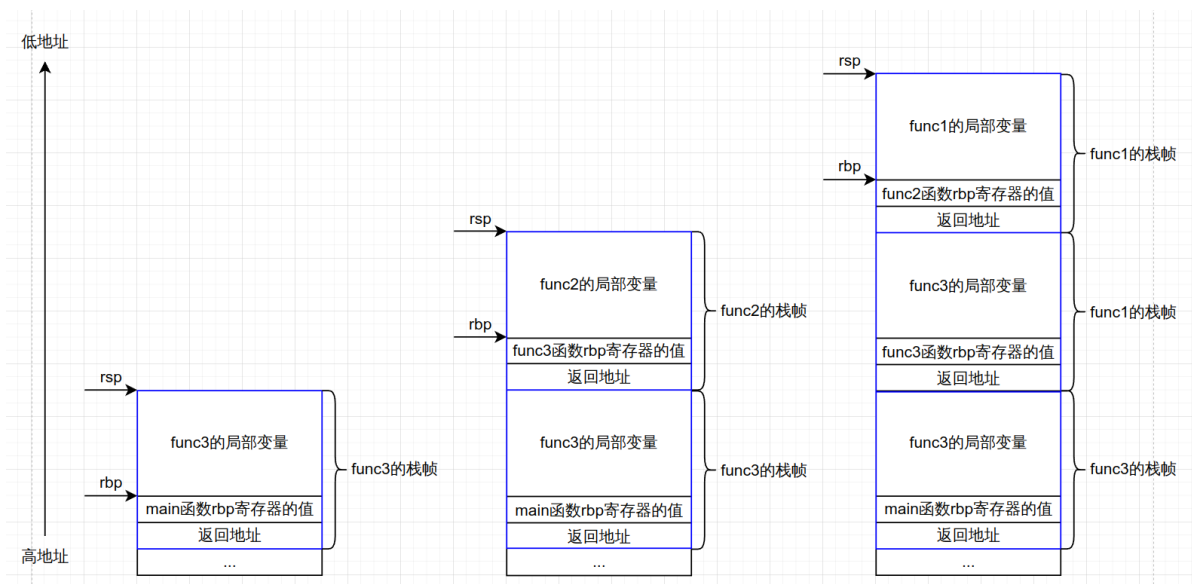 低地址
高地址
rsp
rbp
func3的局部变量
main函数rbp寄存器的值
返回地址
...
func3的栈帧
rsp
rbp
func2的局部变量
func3函数rbp寄存器的值
返回地址
func2的栈帧
func3的局部变量
main函数rbp寄存器的值
返回地址
...
func3的栈帧
rsp
rbp
func1的局部变量
func2函数rbp寄存器的值
返回地址
func1的栈帧
func3的局部变量
func3函数rbp寄存器的值
返回地址
func1的栈帧
func3的局部变量
main函数rbp寄存器的值
返回地址
...
func3的栈帧